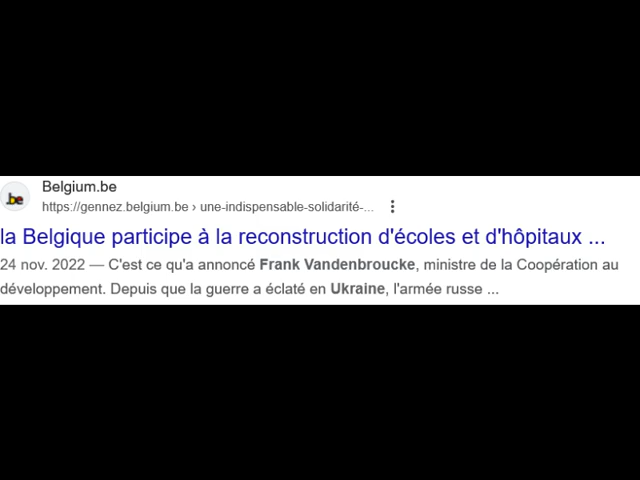 Belgium.be
.be
https://gennez.belgium.be › une-indispensable-solidarité-...
la Belgique participe à la reconstruction d'écoles et d'hôpitaux ...
24 nov. 2022 — C'est ce qu'a annoncé Frank Vandenbroucke, ministre de la Coopération au
développement. Depuis que la guerre a éclaté en Ukraine, l'armée russe ...